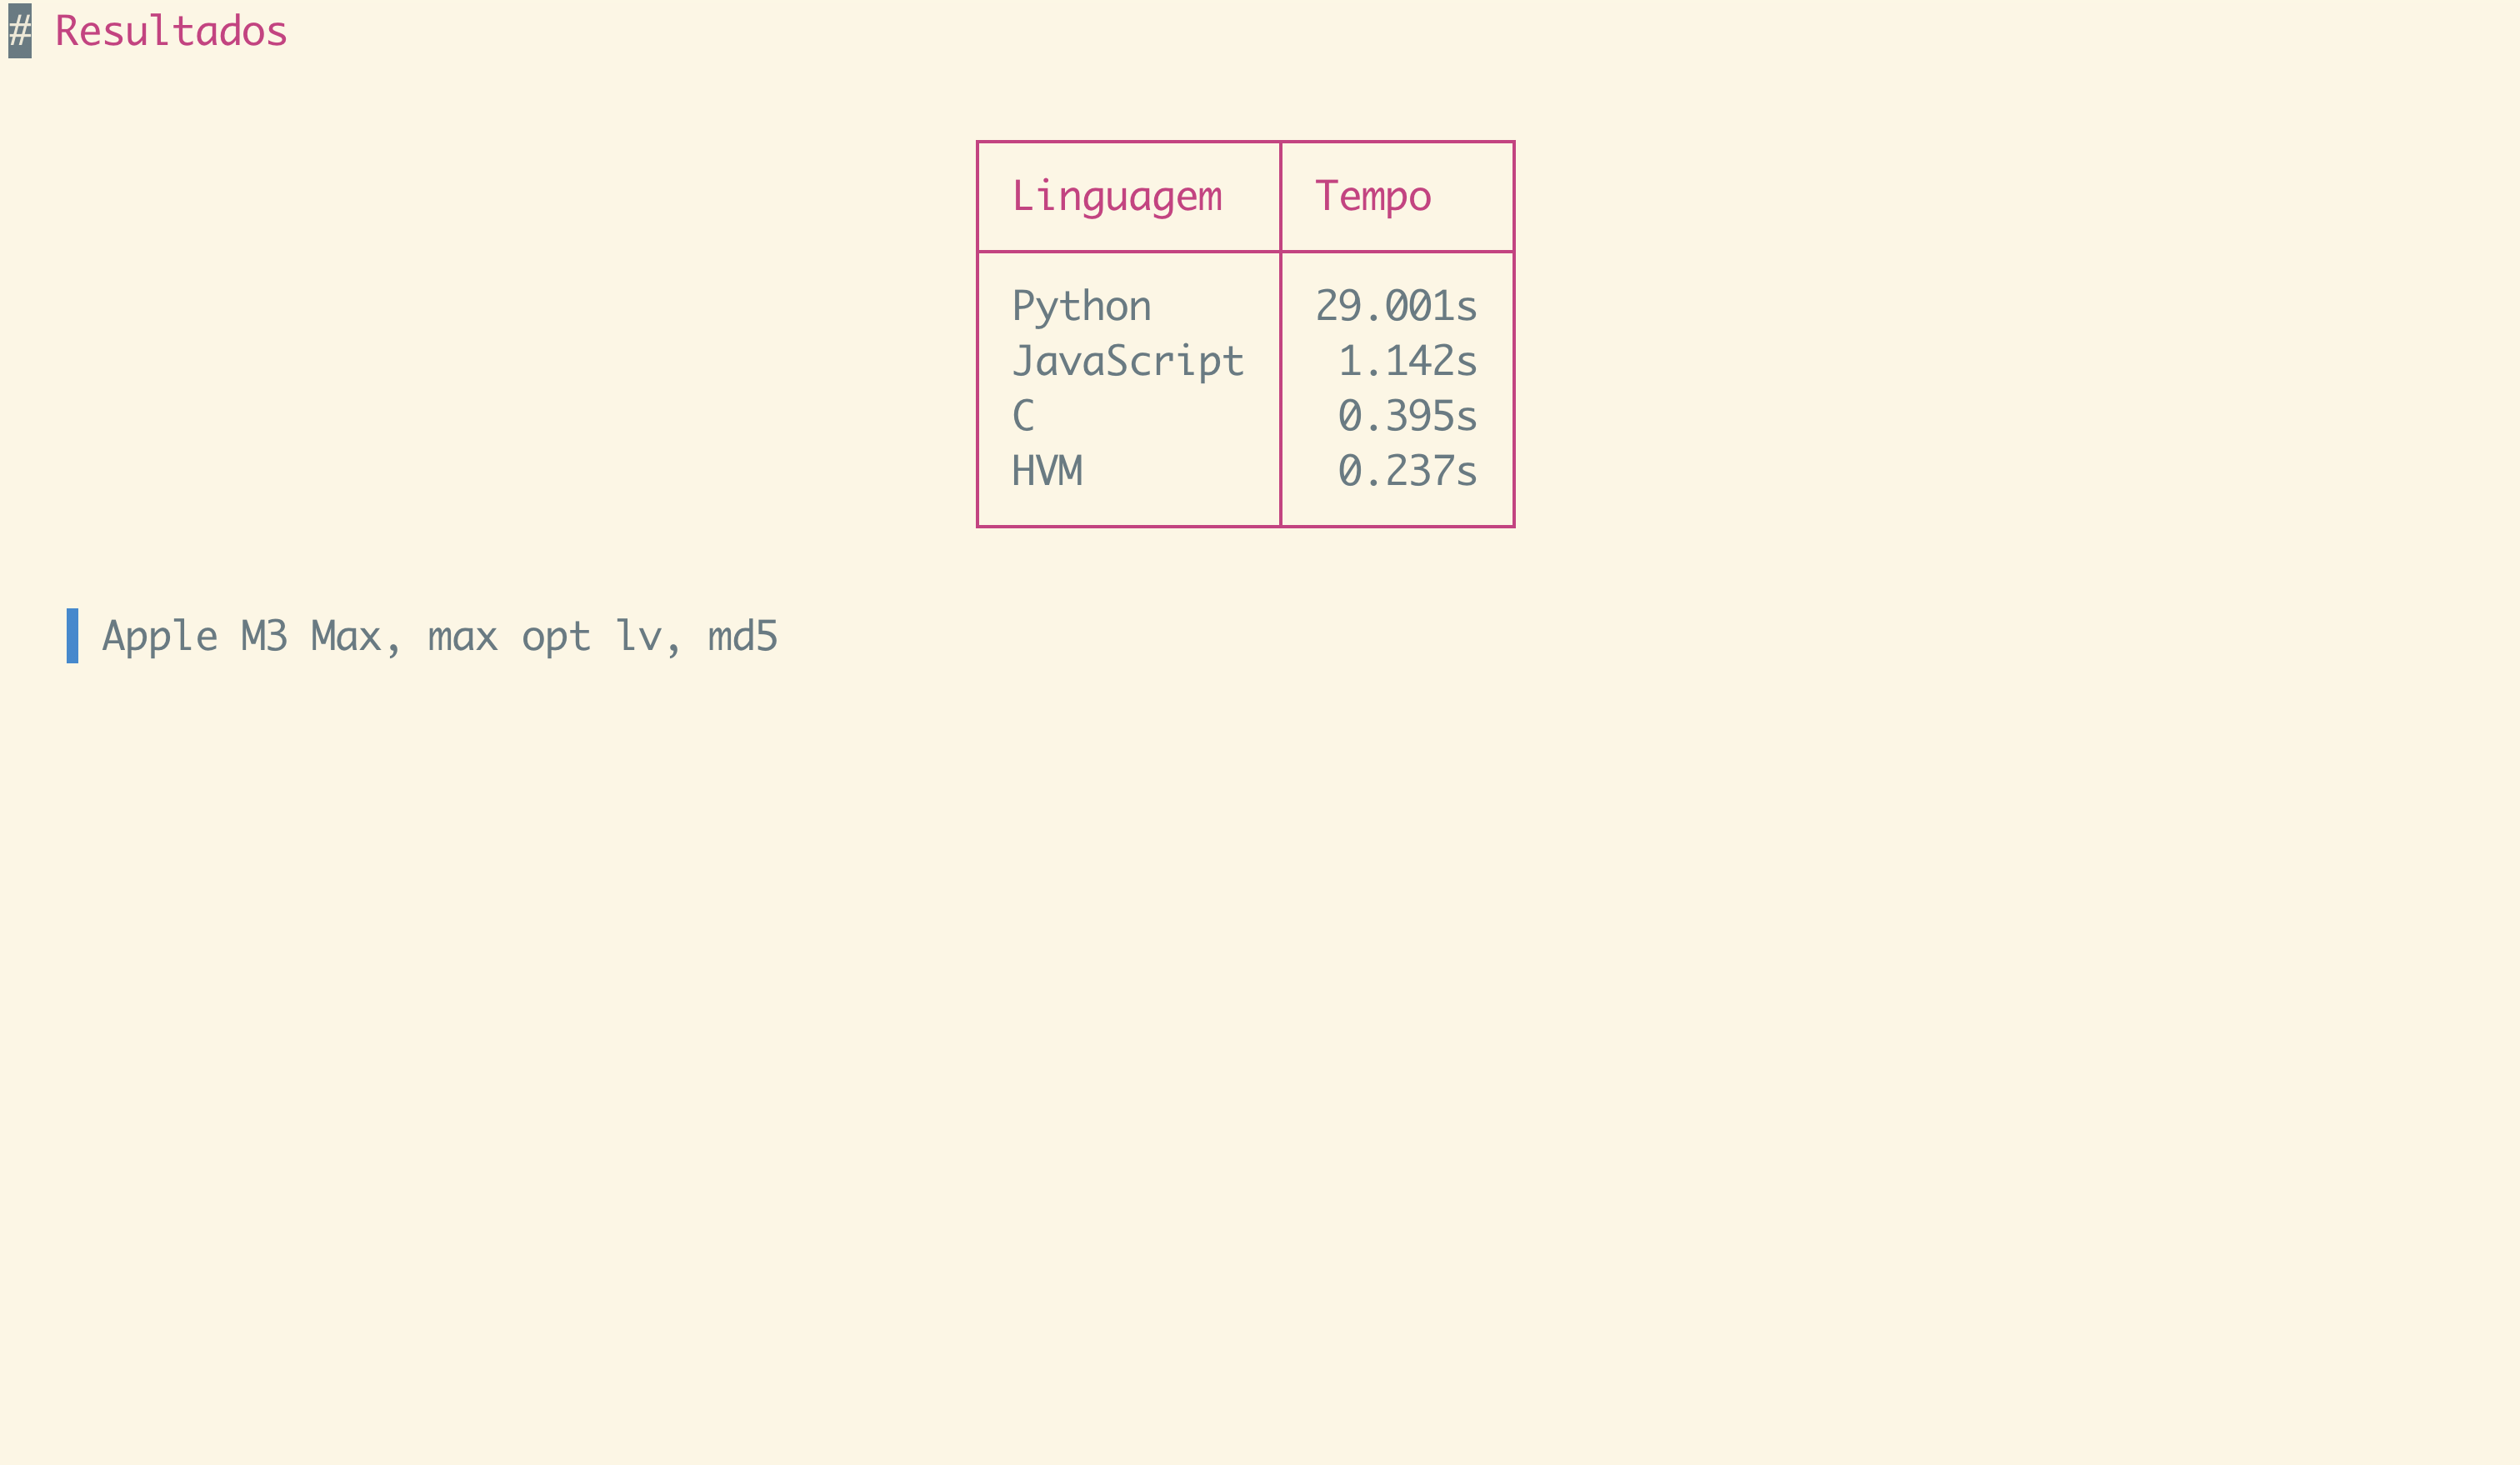 # Resultados
Linguagem Tempo
Python 29.001s
JavaScript 1.142s
C 0.395s
HVM 0.237s
Apple M3 Max, max opt lv, md5